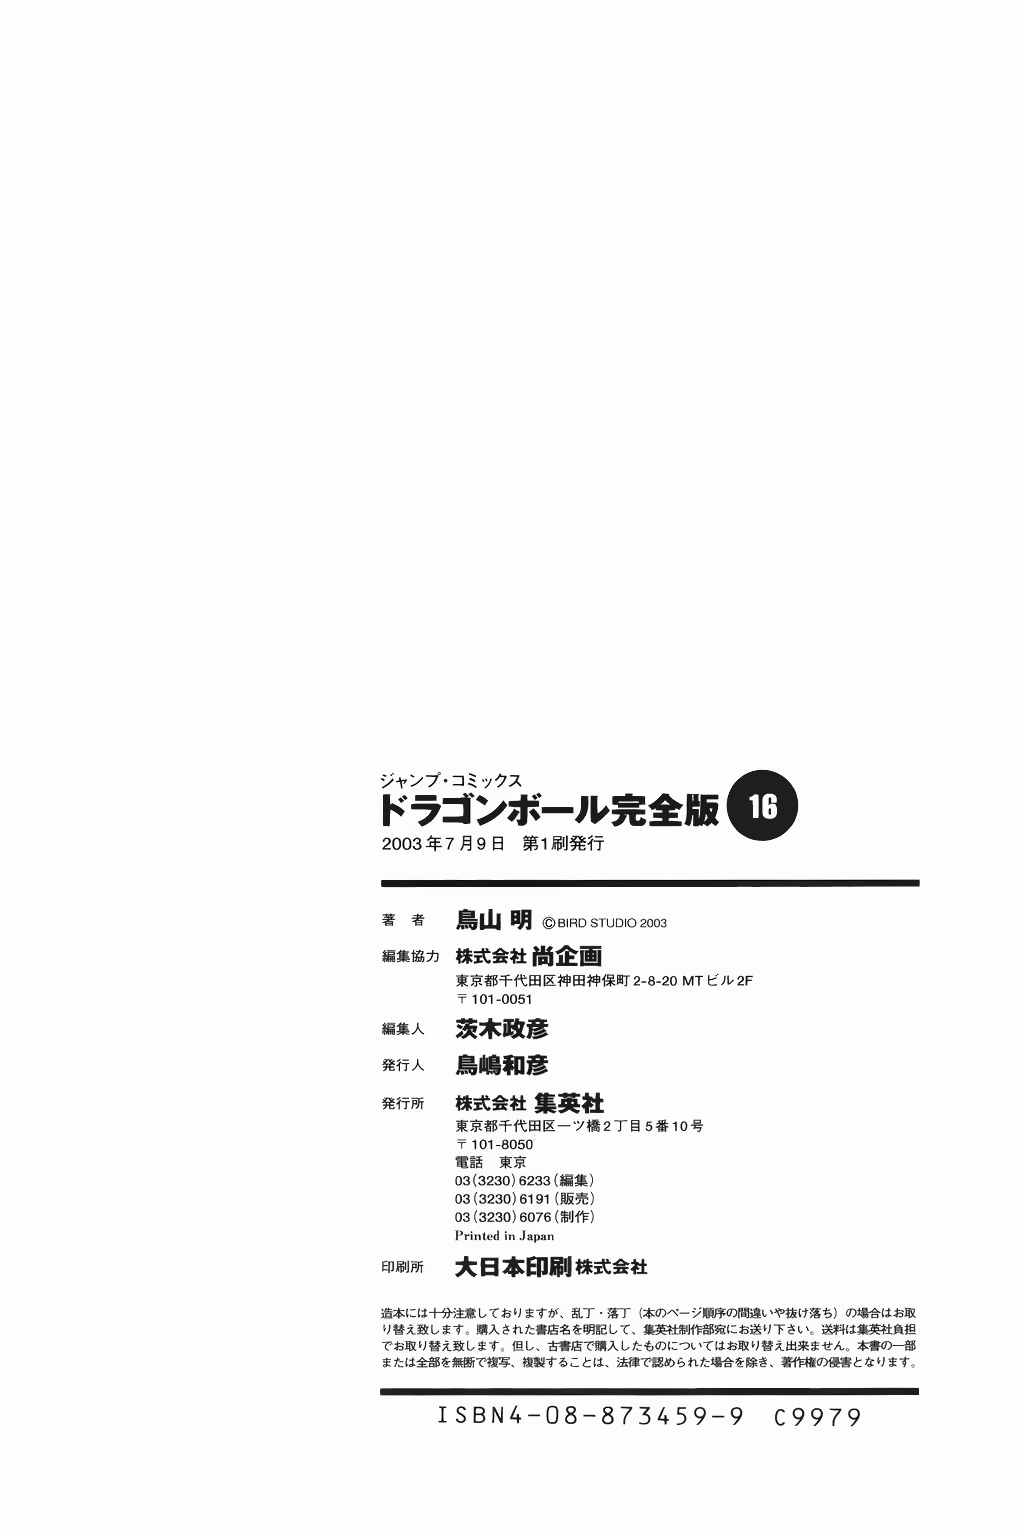 ジャンプ・コミックス
ドラゴンボール完全版 16
2003年7月9日　第1刷発行
著　者　鳥山 明 ©BIRD STUDIO 2003
編集協力　株式会社 尚企画
東京都千代田区神田神保町2-8-20 MTビル2F
〒101-0051
編集人　茨木政彦
発行人　鳥嶋和彦
発行所　株式会社 集英社
東京都千代田区一ツ橋2丁目5番10号
〒101-8050
電話　東京
03(3230)6233(編集)
03(3230)6191(販売)
03(3230)6076(制作)
Printed in Japan
印刷所　大日本印刷株式会社
造本には十分注意しておりますが、乱丁・落丁（本のページ順序の間違いや抜け落ち）の場合はお取
り替え致します。購入された書店名を明記して、集英社制作部宛にお送り下さい。送料は集英社負担
でお取り替え致します。但し、古書店で購入したものについてはお取り替え出来ません。本書の一部
または全部を無断で複写、複製することは、法律で認められた場合を除き、著作権の侵害となります。
ISBN4-08-873459-9 C9979